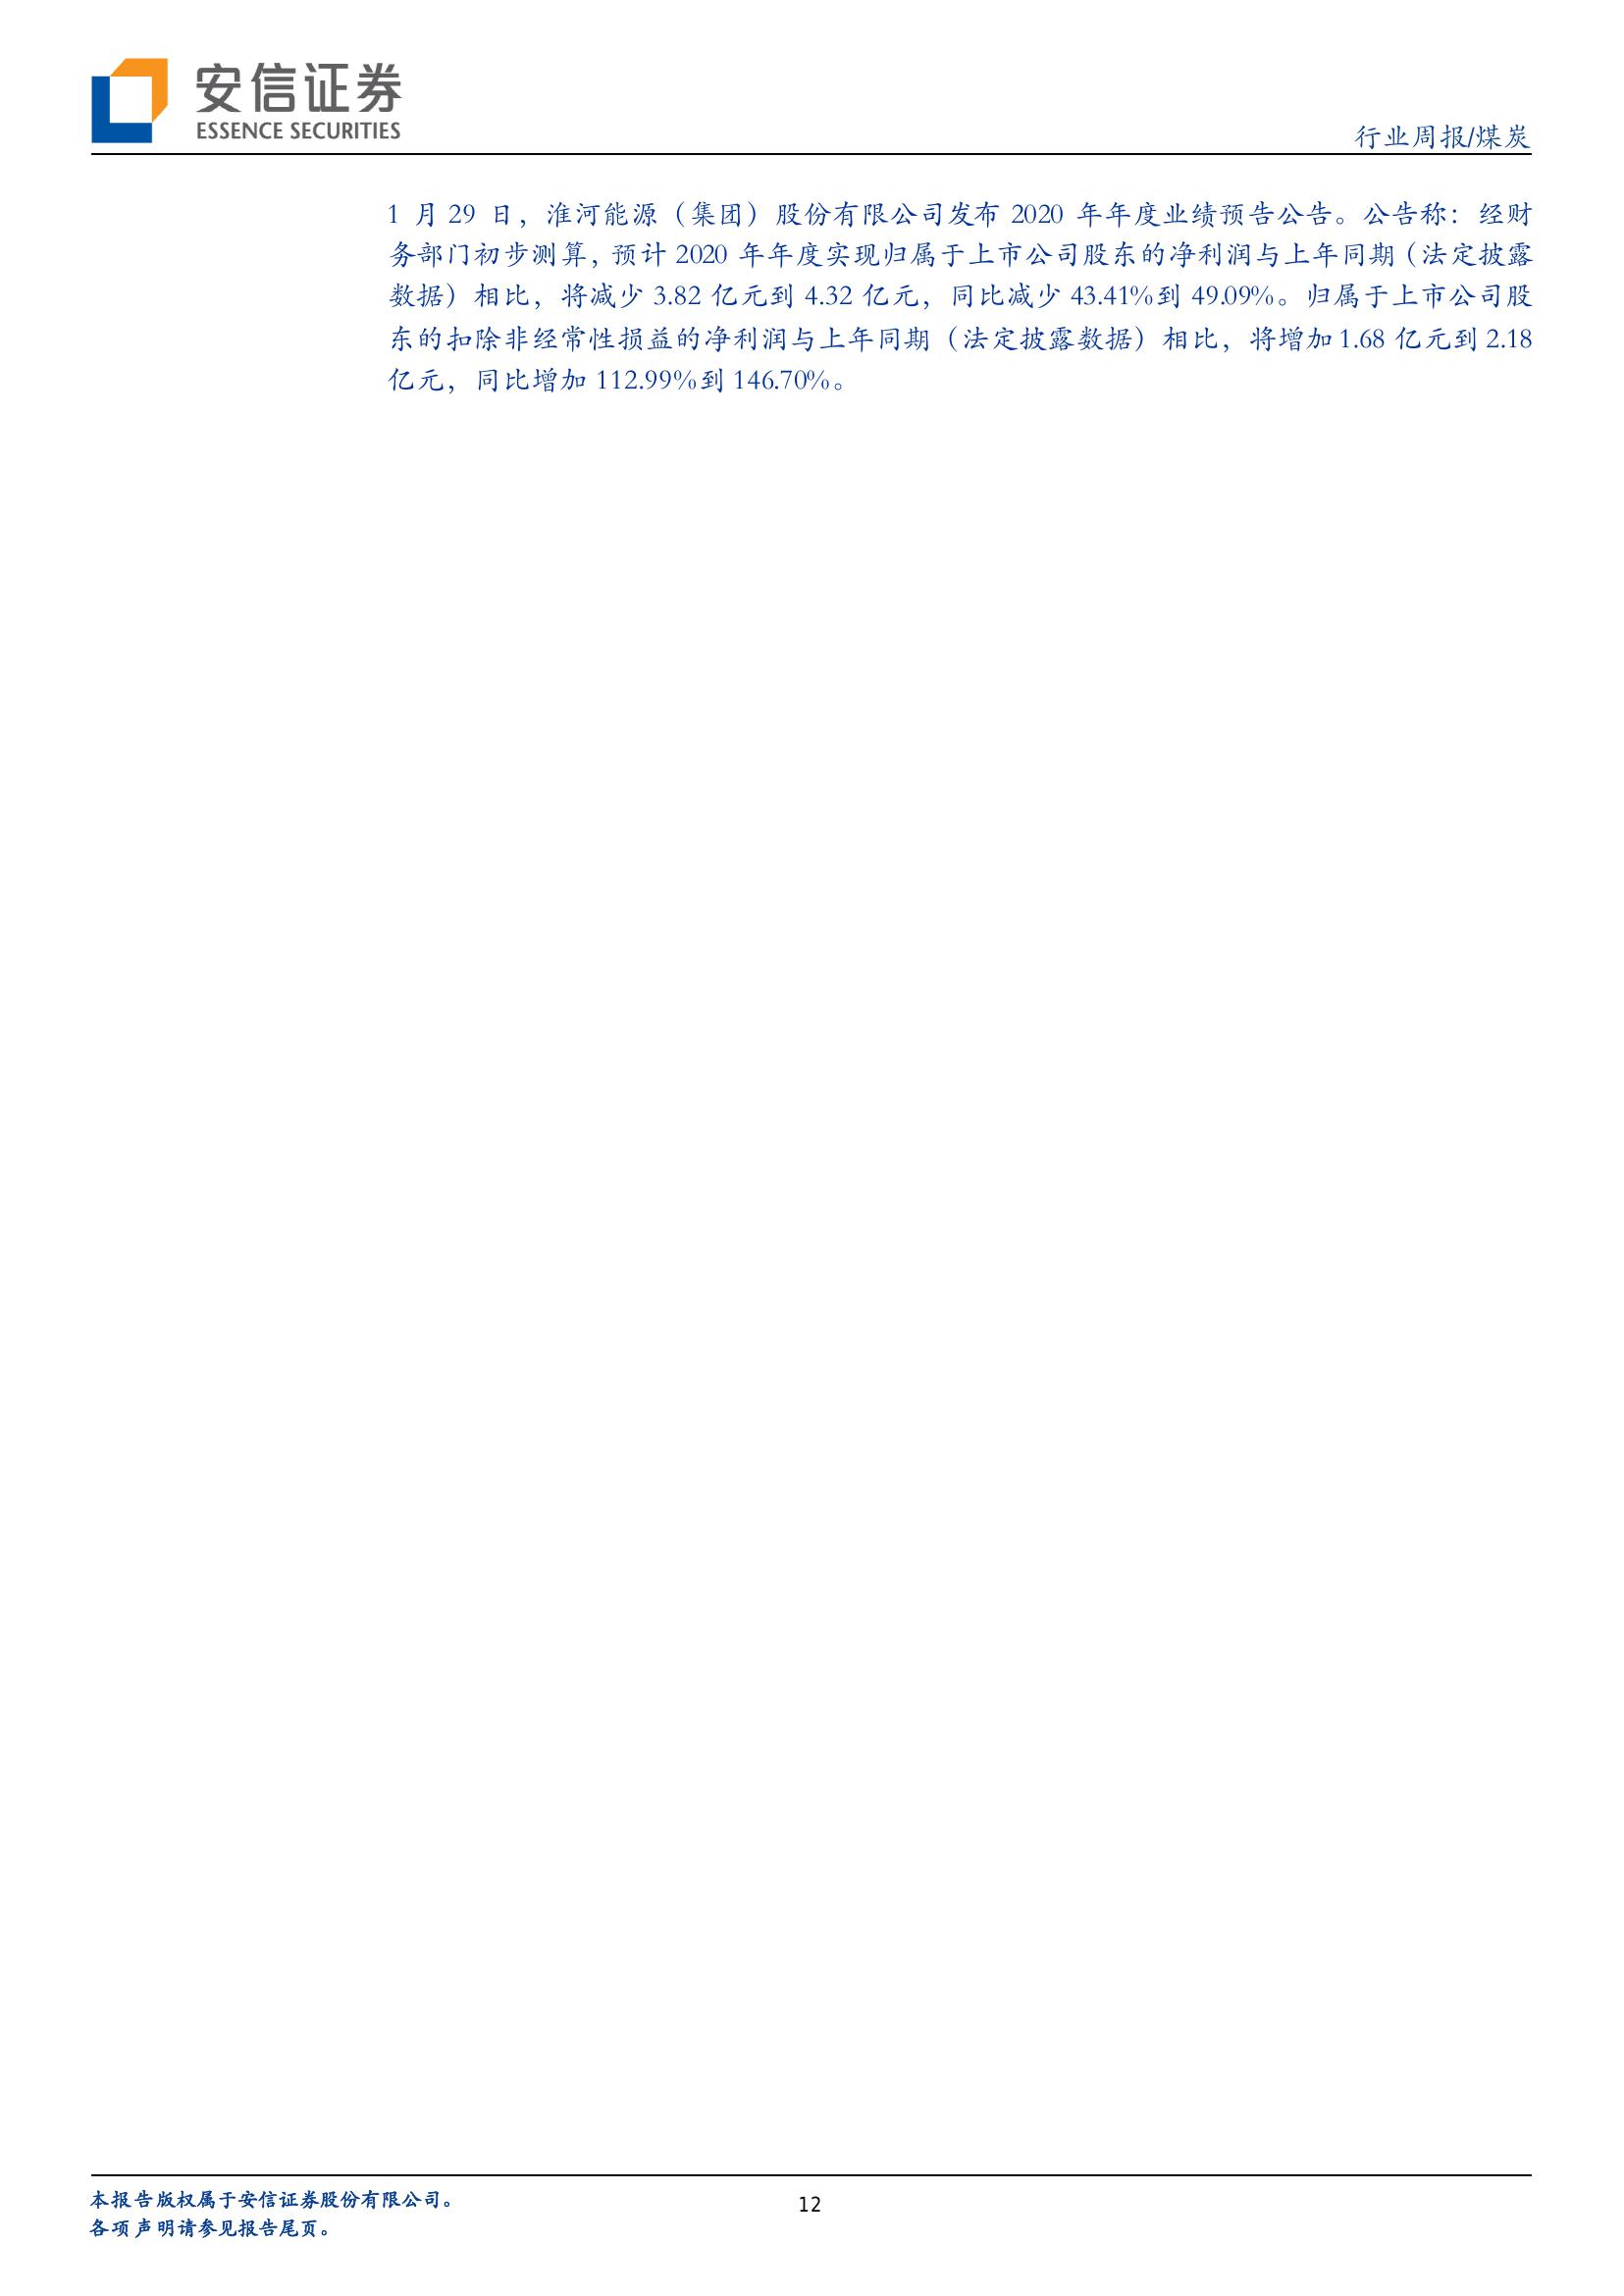 安信证券
ESSENCE SECURITIES
行业周报/煤炭
1 月 29 日，淮河能源（集团）股份有限公司发布 2020 年年度业绩预告公告。公告称：经财
务部门初步测算，预计 2020 年年度实现归属于上市公司股东的净利润与上年同期（法定披露
数据）相比，将减少 3.82 亿元到 4.32 亿元，同比减少 43.41%到 49.09%。归属于上市公司股
东的扣除非经常性损益的净利润与上年同期（法定披露数据）相比，将增加 1.68 亿元到 2.18
亿元，同比增加 112.99%到 146.70%。
本报告版权属于安信证券股份有限公司。
各项声明请参见报告尾页。
12